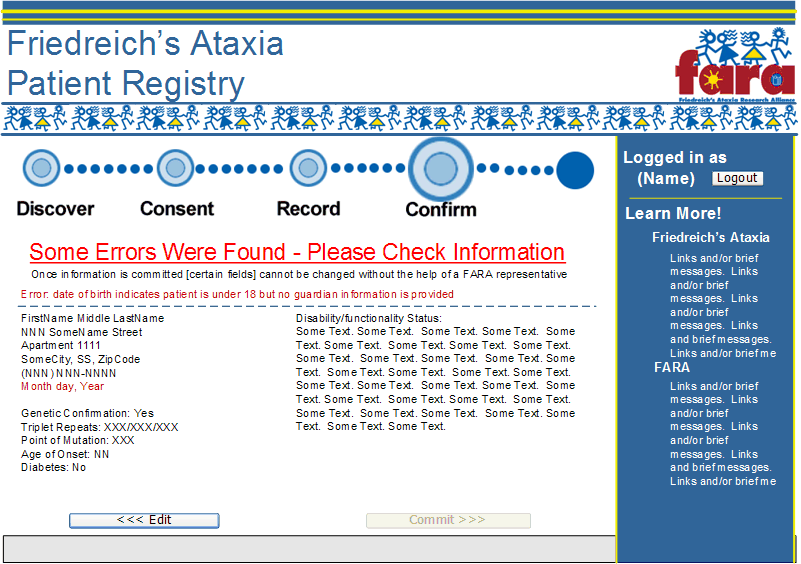 Friedreich's Ataxia
Patient Registry
fara
Friedreich's Ataxia Research Alliance
Discover
Consent
Record
Confirm
Some Errors Were Found - Please Check Information
Once information is committed [certain fields] cannot be changed without the help of a FARA representative
Error: date of birth indicates patient is under 18 but no guardian information is provided
FirstName Middle LastName
NNN SomeName Street
Apartment 1111
SomeCity, SS, ZipCode
(NNN) NNN-NNNN
Month day, Year
Genetic Confirmation: Yes
Triplet Repeats: XXX/XXX/XXX
Point of Mutation: XXX
Age of Onset: NN
Diabetes: No
Disability/functionality Status:
Some Text. Some Text. Some Text. Some Text. Some
Text. Some Text. Some Text. Some Text. Some Text.
Some Text. Some Text. Some Text. Some Text. Some
Text. Some Text. Some Text. Some Text. Some Text.
Some Text. Some Text. Some Text. Some Text. Some
Text. Some Text. Some Text. Some Text. Some Text.
Some Text. Some Text. Some Text. Some Text. Some
Text. Some Text. Some Text.
<<< Edit
Commit >>>
Logged in as
(Name)
Logout
Learn More!
Friedreich's Ataxia
Links and/or brief
messages. Links
and/or brief
messages. Links
and/or brief
messages. Links
and brief messages.
Links and/or brief me
FARA
Links and/or brief
messages. Links
and/or brief
messages. Links
and/or brief
messages. Links
and brief messages.
Links and/or brief me